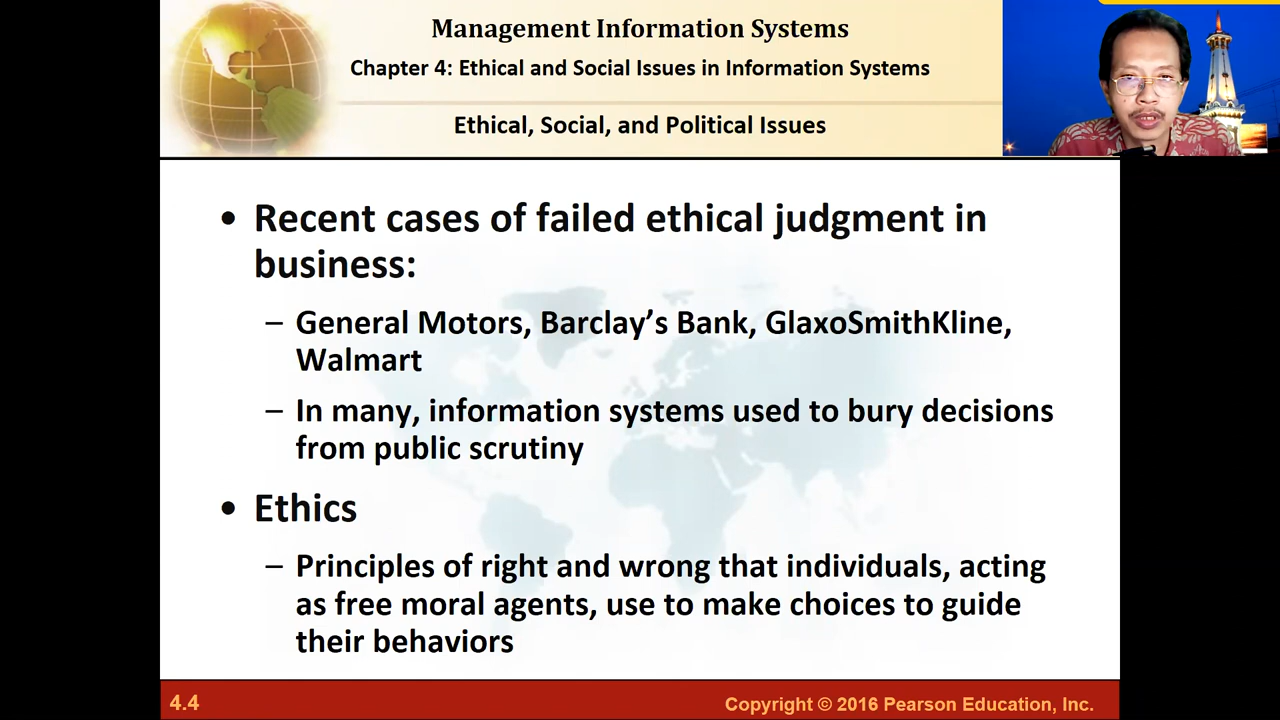 Management Information Systems
Chapter 4: Ethical and Social Issues in Information Systems
Ethical, Social, and Political Issues
• Recent cases of failed ethical judgment in
business:
– General Motors, Barclay’s Bank, GlaxoSmithKline,
Walmart
– In many, information systems used to bury decisions
from public scrutiny
• Ethics
– Principles of right and wrong that individuals, acting
as free moral agents, use to make choices to guide
their behaviors
4.4
Copyright © 2016 Pearson Education, Inc.